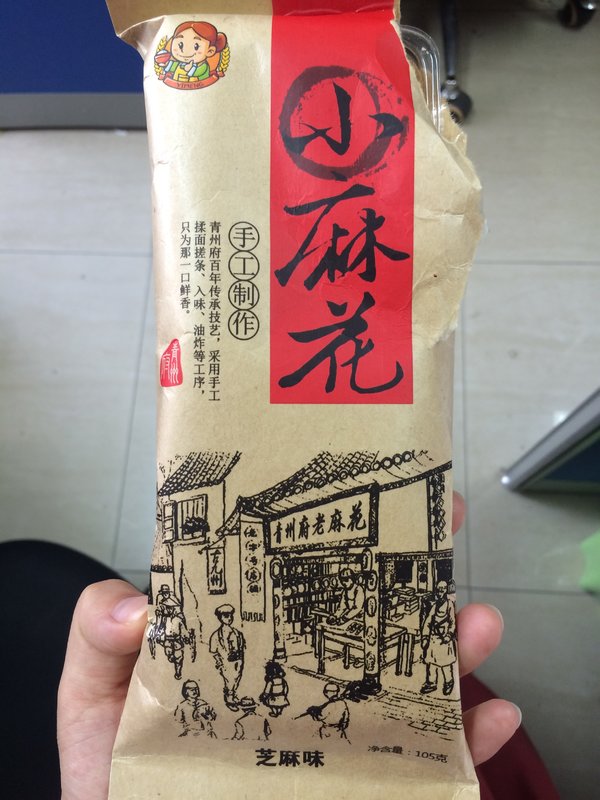 小麻花
手工制作
青州府百年传承技艺，采用手工
揉面搓条、入味、油炸等工序，
只为那一口鲜香。
青州府
青州府老麻花
老青州
芝麻味
净含量：105克